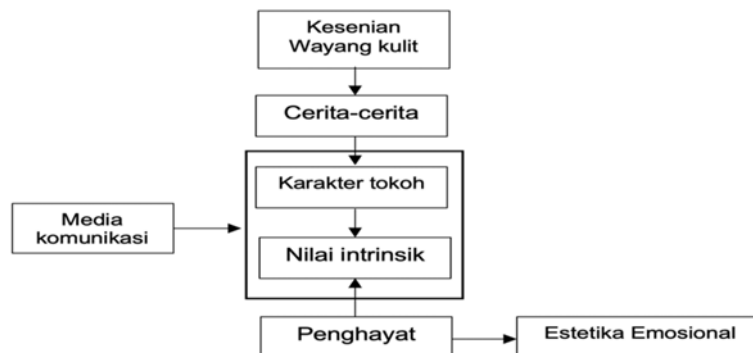 Kesenian
Wayang kulit
Cerita-cerita
Karakter tokoh
Media
komunikasi
Nilai intrinsik
Penghayat
Estetika Emosional